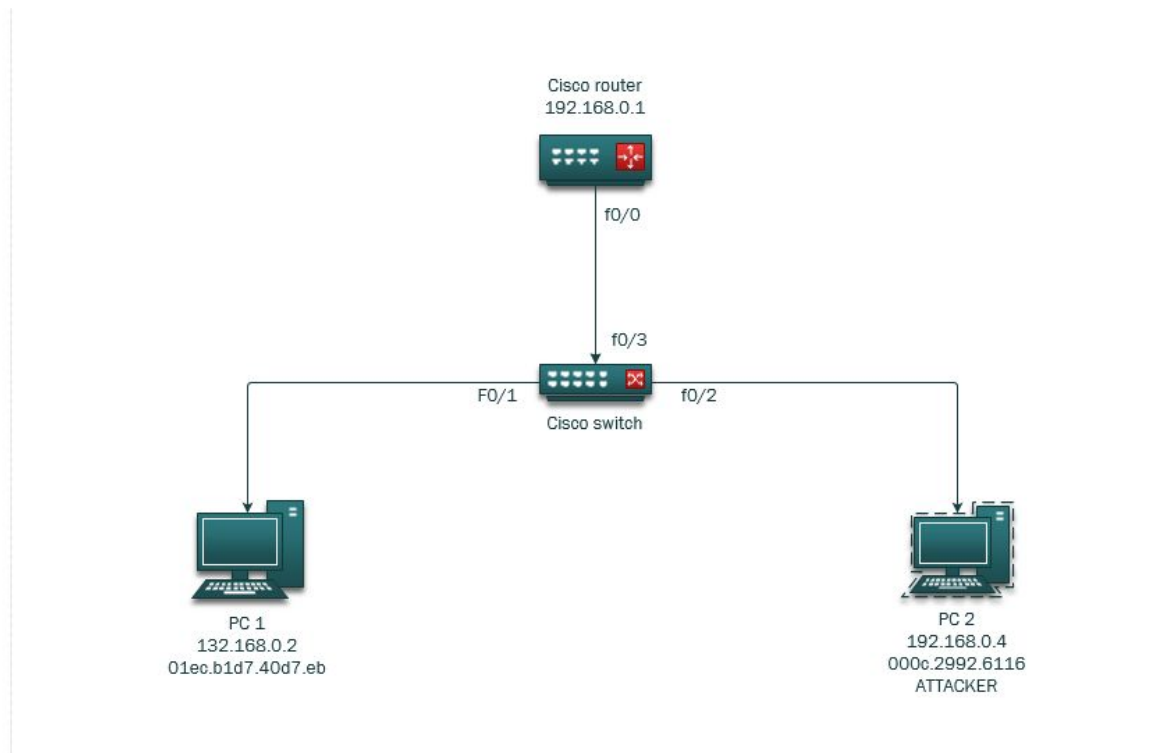 Cisco router
192.168.0.1
f0/0
f0/3
F0/1
f0/2
Cisco switch
PC 1
132.168.0.2
01ec.b1d7.40d7.eb
PC 2
192.168.0.4
000c.2992.6116
ATTACKER